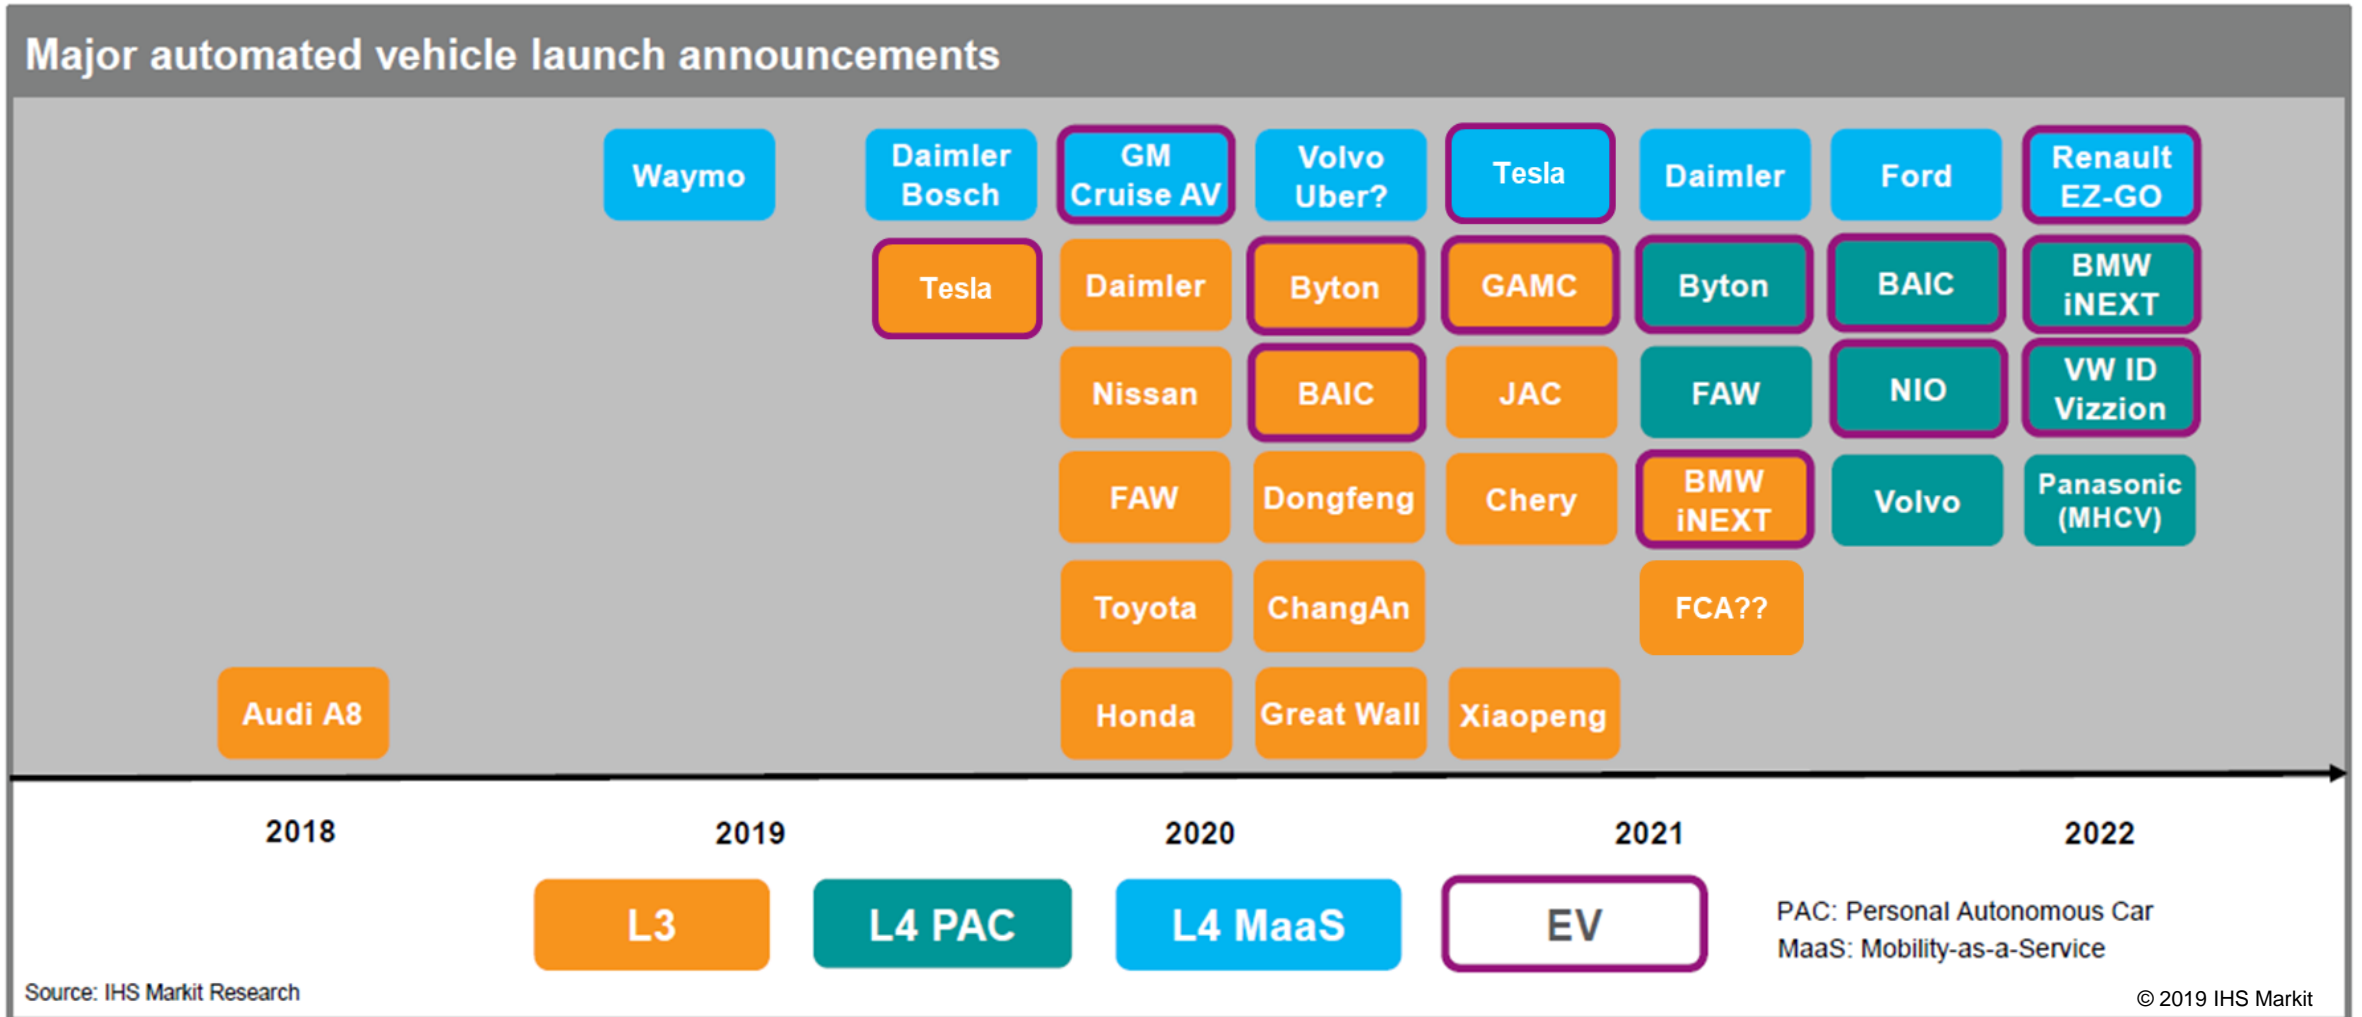 Major automated vehicle launch announcements
Waymo
Daimler
Bosch
GM
Cruise AV
Volvo
Uber?
Tesla
Daimler
Ford
Renault
EZ-GO
Tesla
Daimler
Byton
GAMC
Byton
BAIC
BMW
iNEXT
Nissan
BAIC
JAC
FAW
NIO
VW ID
Vizzion
FAW
Dongfeng
Chery
BMW
iNEXT
Volvo
Panasonic
(MHCV)
Toyota
ChangAn
FCA??
Audi A8
Honda
Great Wall
Xiaopeng
2018
2019
2020
2021
2022
L3
L4 PAC
L4 MaaS
EV
PAC: Personal Autonomous Car
MaaS: Mobility-as-a-Service
Source: IHS Markit Research
© 2019 IHS Markit